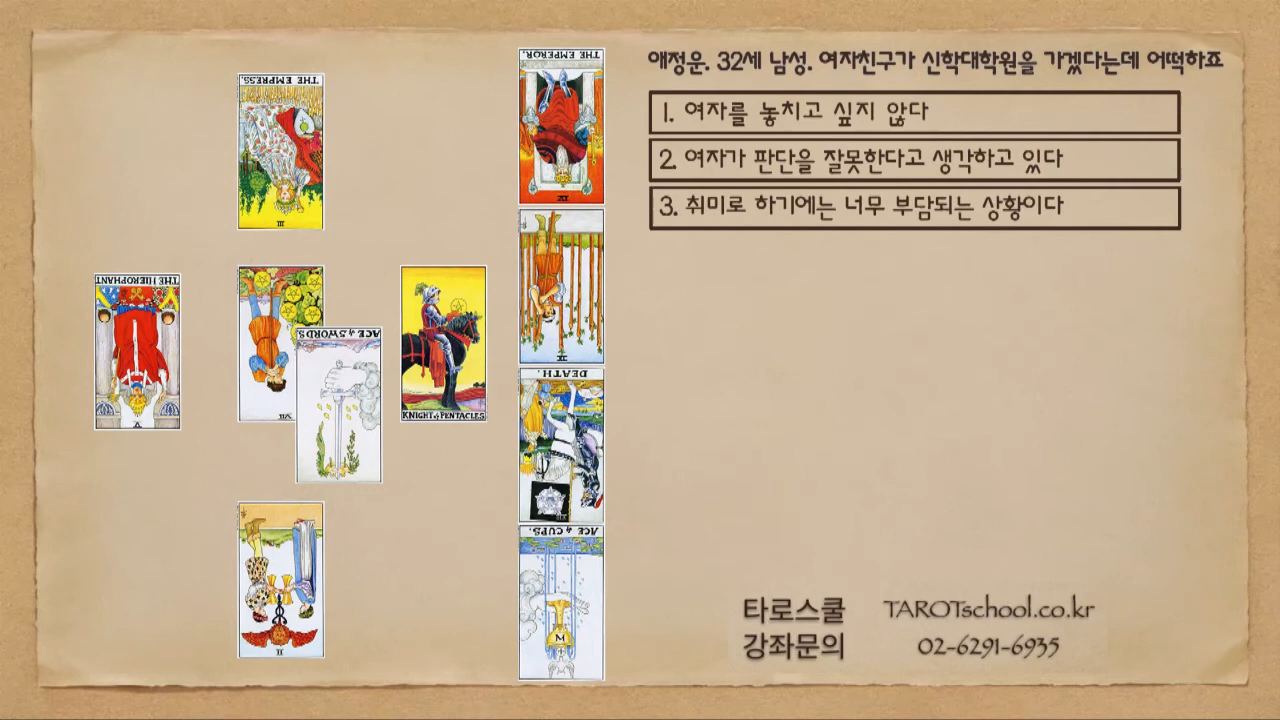 애정운. 32세 남성. 여자친구가 신학대학원을 가겠다는데 어떡하죠
1. 여자를 놓치고 싶지 않다
2. 여자가 판단을 잘못한다고 생각하고 있다
3. 취미로 하기에는 너무 부담되는 상황이다
THE EMPEROR.
IV
THE EMPRESS.
III
THE HIEROPHANT
V
VII
ACE of SWORDS
KNIGHT of PENTACLES
DEATH.
ACE of CUPS.
M
II
타로스쿨 TAROTschool.co.kr
강좌문의 02-6291-6935